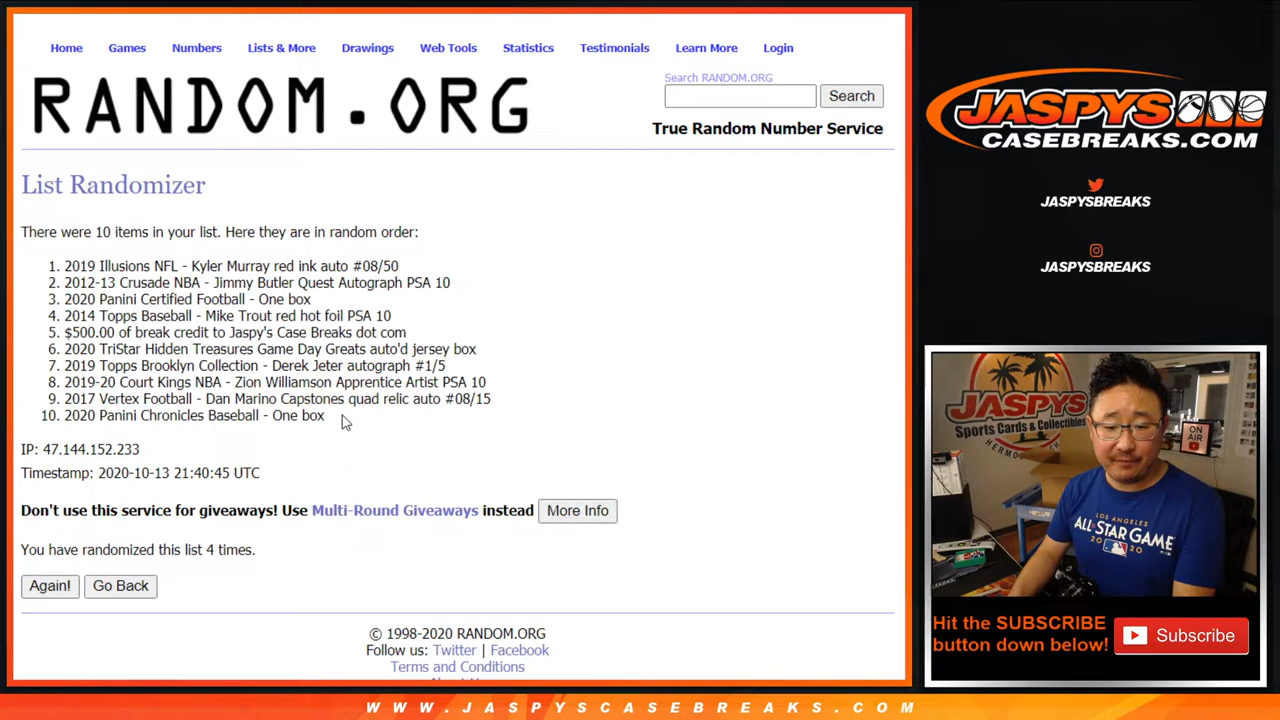 Home Games Numbers Lists & More Drawings Web Tools Statistics Testimonials Learn More Login
RANDOM.ORG
Search RANDOM.ORG
Search
True Random Number Service
List Randomizer
There were 10 items in your list. Here they are in random order:
1. 2019 Illusions NFL - Kyler Murray red ink auto #08/50
2. 2012-13 Crusade NBA - Jimmy Butler Quest Autograph PSA 10
3. 2020 Panini Certified Football - One box
4. 2014 Topps Baseball - Mike Trout red hot foil PSA 10
5. $500.00 of break credit to Jaspy's Case Breaks dot com
6. 2020 TriStar Hidden Treasures Game Day Greats auto'd jersey box
7. 2019 Topps Brooklyn Collection - Derek Jeter autograph #1/5
8. 2019-20 Court Kings NBA - Zion Williamson Apprentice Artist PSA 10
9. 2017 Vertex Football - Dan Marino Capstones quad relic auto #08/15
10. 2020 Panini Chronicles Baseball - One box
IP: 47.144.152.233
Timestamp: 2020-10-13 21:40:45 UTC
Don't use this service for giveaways! Use Multi-Round Giveaways instead More Info
You have randomized this list 4 times.
Again! Go Back
© 1998-2020 RANDOM.ORG
Follow us: Twitter | Facebook
Terms and Conditions
JASPYS
CASEBREAKS.COM
JASPYSBREAKS
JASPYSBREAKS
JASPYS
Sports Cards & Collectibles
ON AIR
LOS ANGELES
ALL-STAR GAME
2020
Hit the SUBSCRIBE
button down below!
Subscribe
WWW.JASPYSCASEBREAKS.COM